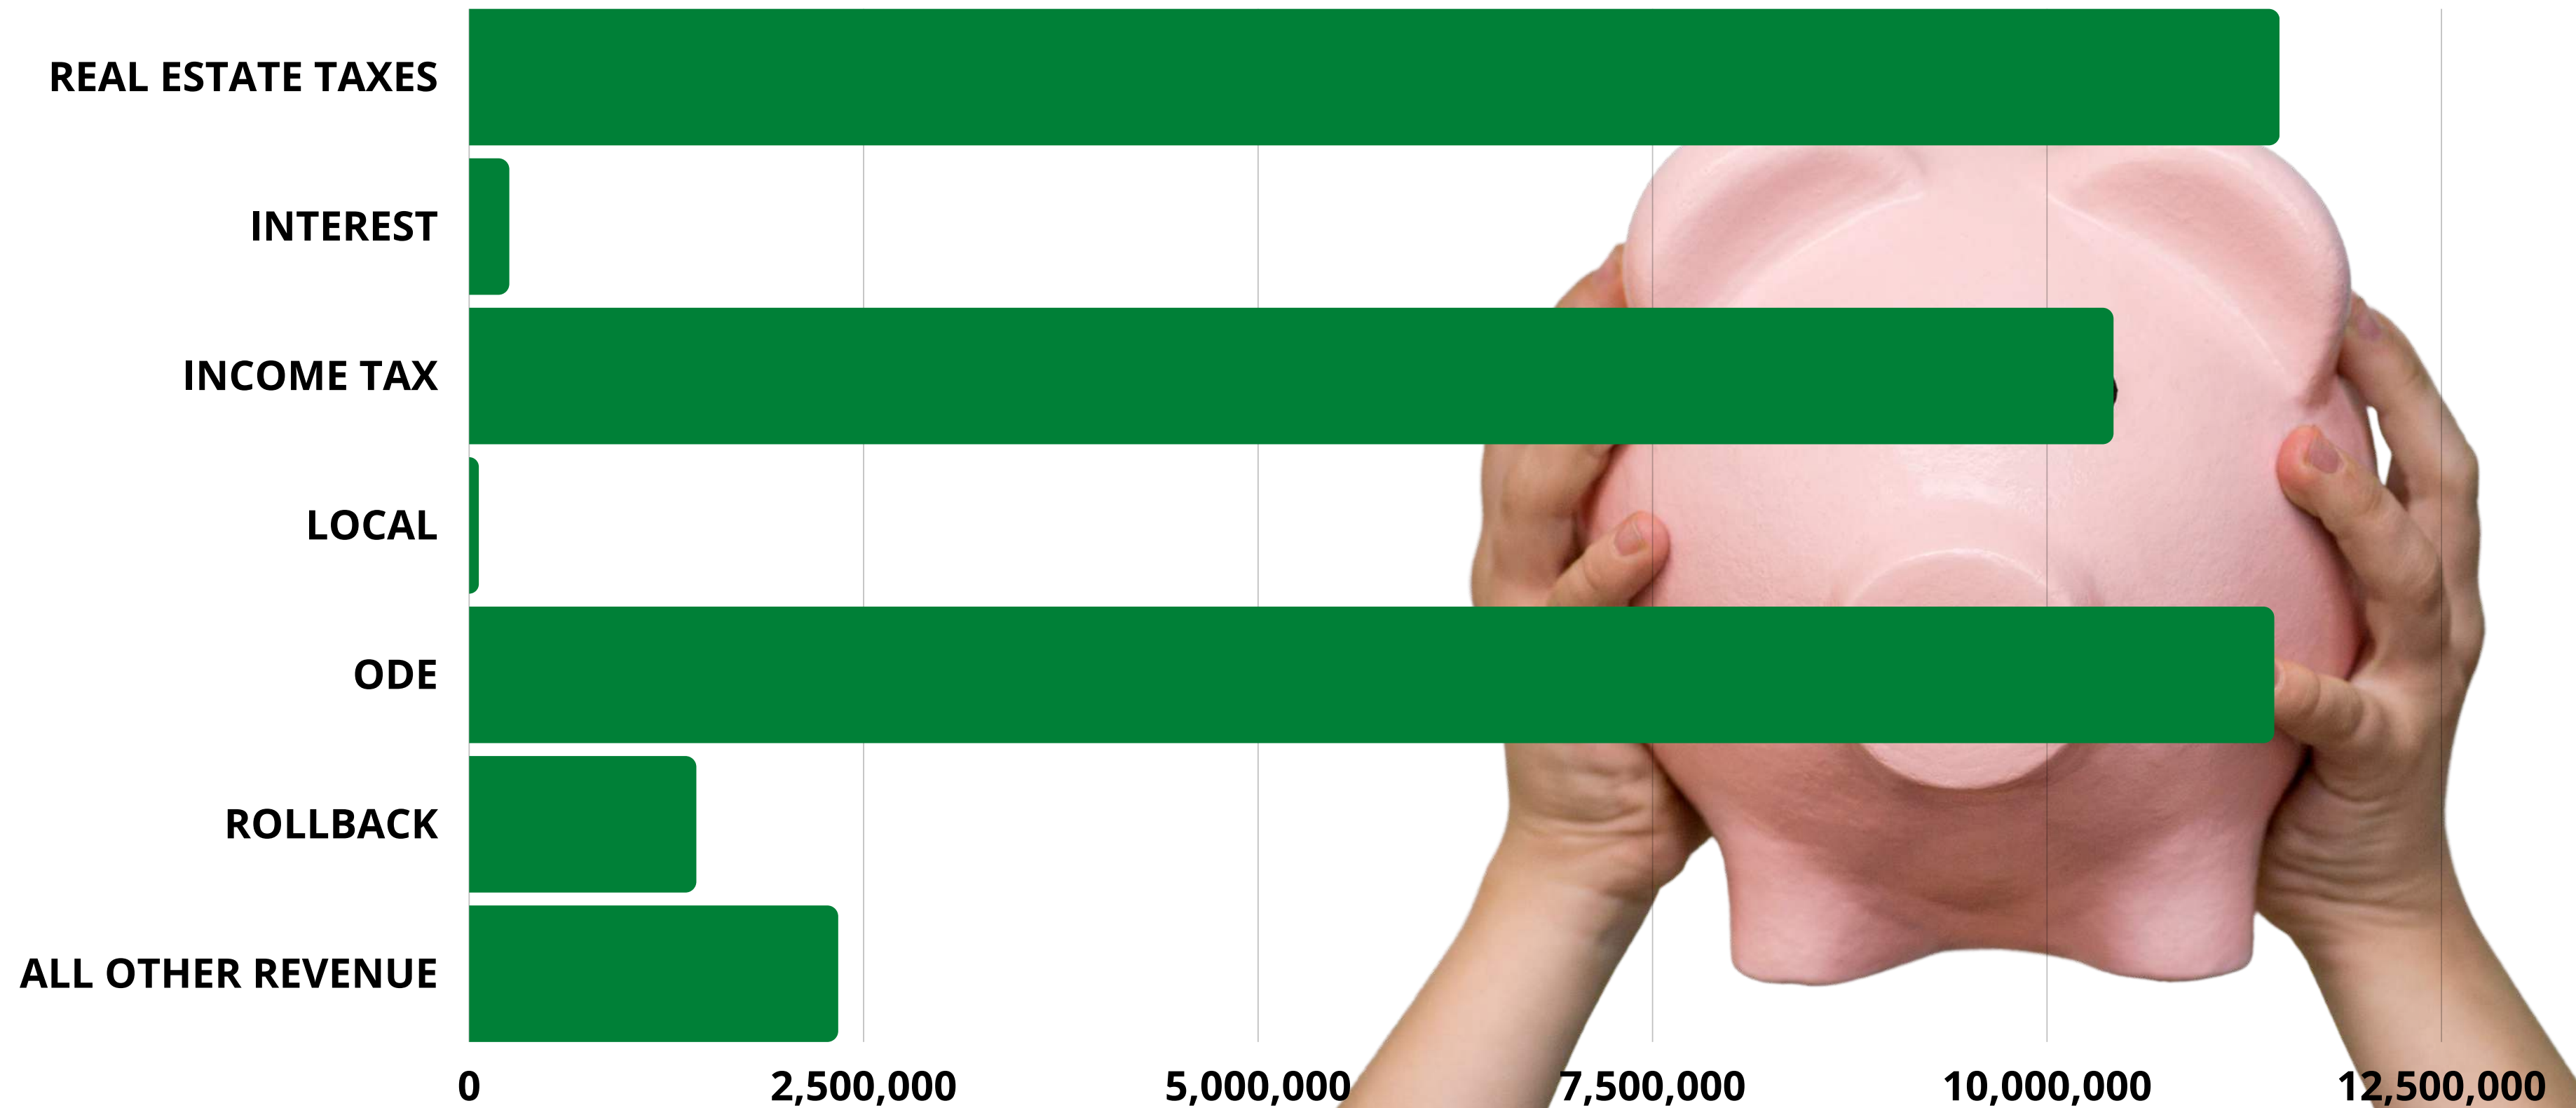 REAL ESTATE TAXES
INTEREST
INCOME TAX
LOCAL
ODE
ROLLBACK
ALL OTHER REVENUE
0 2,500,000 5,000,000 7,500,000 10,000,000 12,500,000